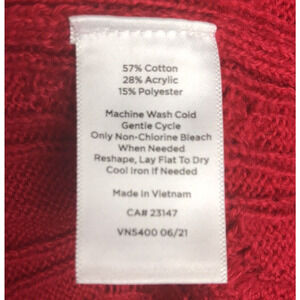 57% Cotton
28% Acrylic
15% Polyester
Machine Wash Cold
Gentle Cycle
Only Non-Chlorine Bleach
When Needed
Reshape, Lay Flat To Dry
Cool Iron If Needed
Made In Vietnam
CA# 23147
VN5400 06/21